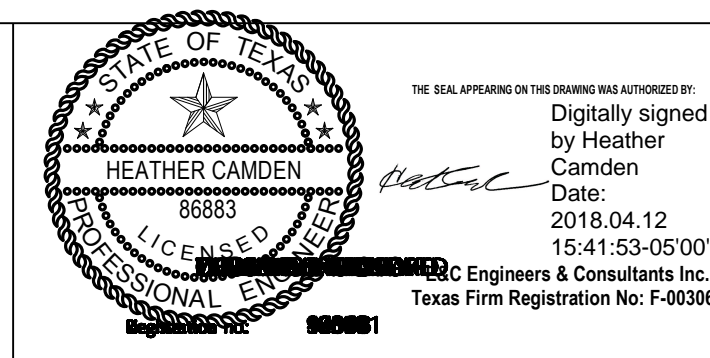 STATE OF TEXAS
HEATHER CAMDEN
86883
LICENSED
PROFESSIONAL ENGINEER
THE SEAL APPEARING ON THIS DRAWING WAS AUTHORIZED BY:
Digitally signed
by Heather
Camden
Date:
2018.04.12
15:41:53-05'00'
L&C Engineers & Consultants Inc.
Texas Firm Registration No: F-00306